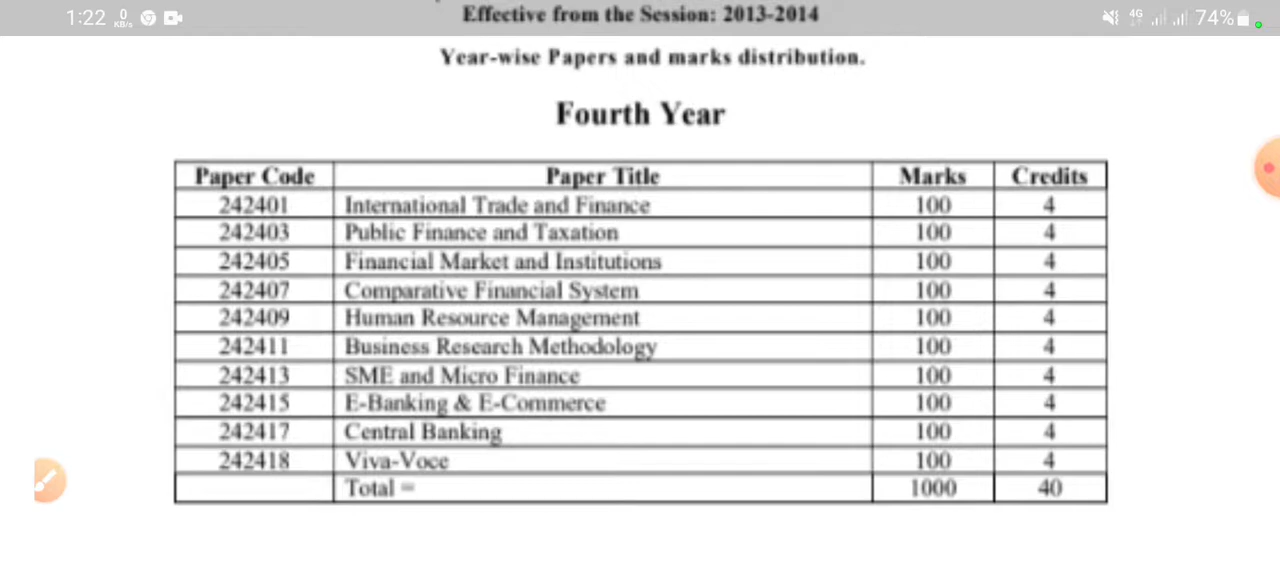 1:22 0 KB/s 4G 74%
Effective from the Session: 2013-2014
Year-wise Papers and marks distribution.
Fourth Year
Paper Code Paper Title Marks Credits
242401 International Trade and Finance 100 4
242403 Public Finance and Taxation 100 4
242405 Financial Market and Institutions 100 4
242407 Comparative Financial System 100 4
242409 Human Resource Management 100 4
242411 Business Research Methodology 100 4
242413 SME and Micro Finance 100 4
242415 E-Banking & E-Commerce 100 4
242417 Central Banking 100 4
242418 Viva-Voce 100 4
Total = 1000 40